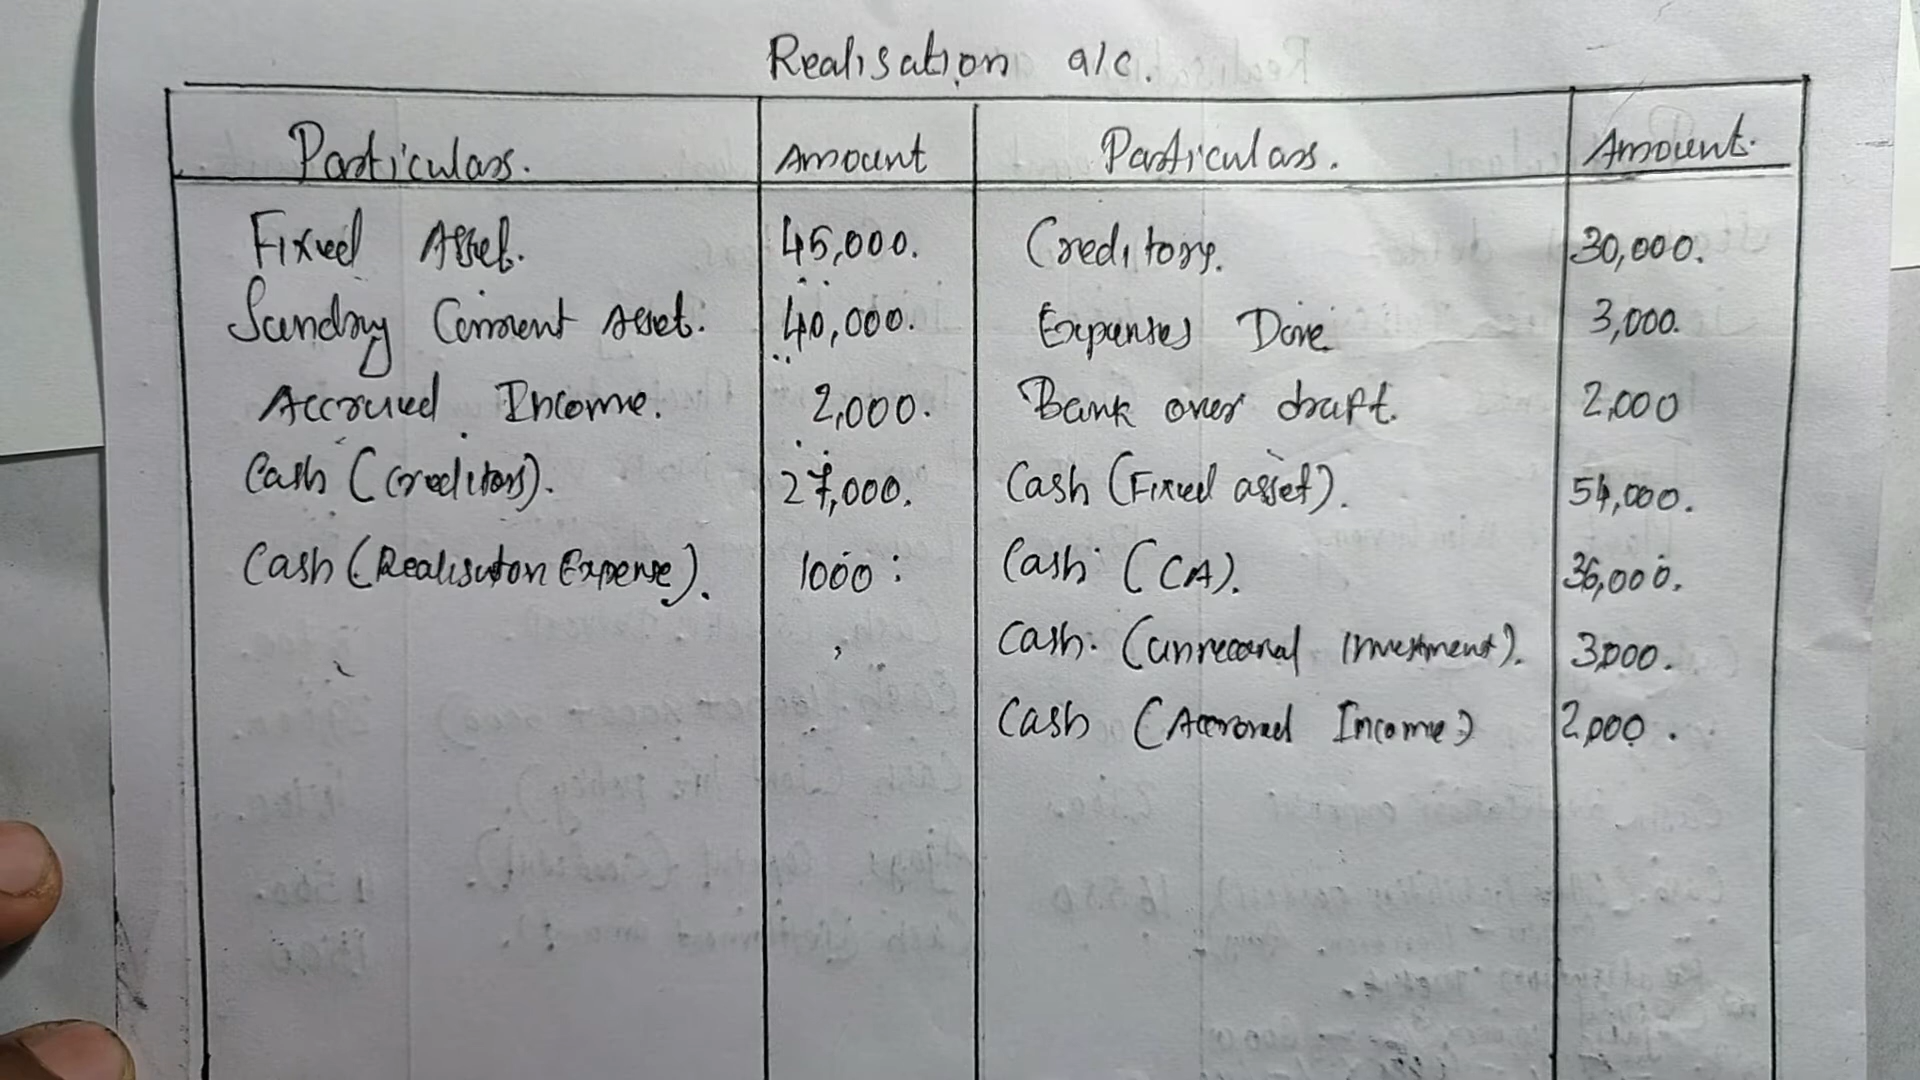 Realisation a/c.
Particulars. Amount Particulars. Amount.
Fixed Asset. 45,000. Creditors. 30,000.
Sundry Current Asset. 40,000. Expenses Due 3,000.
Accrued Income. 2,000. Bank over draft. 2,000
Cash (Creditors). 27,000. Cash (Fixed asset). 54,000.
Cash (Realisation Expense). 1000 Cash (CA). 36,000.
Cash. (Investment). 3,000.
Cash (Accrued Income) 2,000.